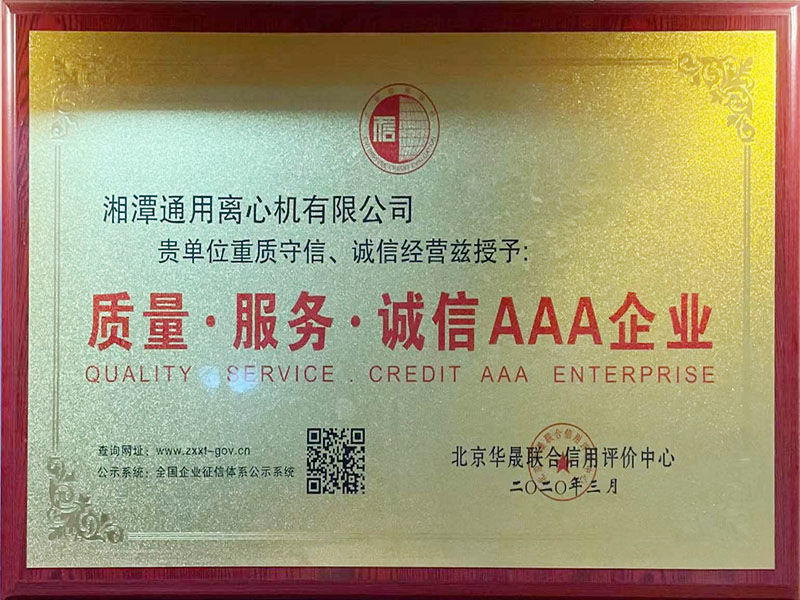 信
湘潭通用离心机有限公司
贵单位重质守信、诚信经营兹授予:
质量·服务·诚信AAA企业
QUALITY SERVICE . CREDIT AAA ENTERPRISE
查询网址: www.zxxt-gov.cn
公示系统: 全国企业征信体系公示系统
北京华晟联合信用评价中心
二〇二〇年三月